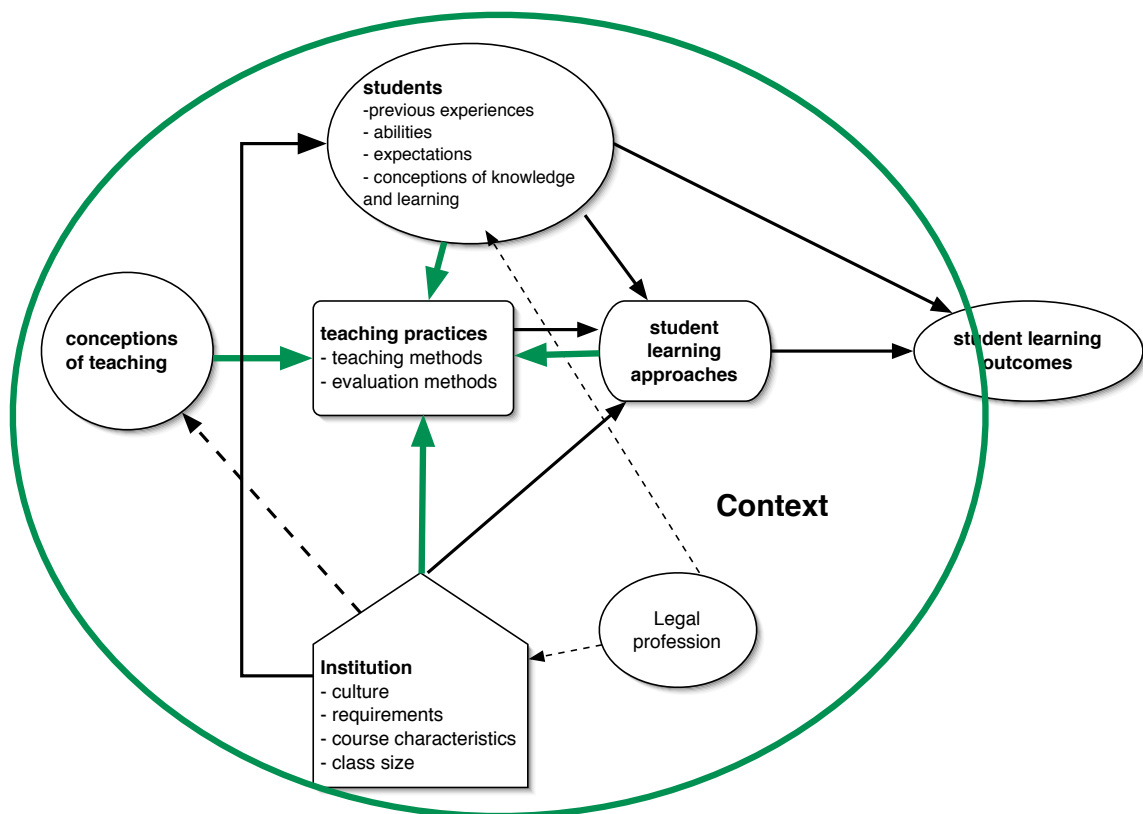 students
-previous experiences
- abilities
- expectations
- conceptions of knowledge
and learning
conceptions
of teaching
teaching practices
- teaching methods
- evaluation methods
student
learning
approaches
student learning
outcomes
Context
Legal
profession
Institution
- culture
- requirements
- course characteristics
- class size